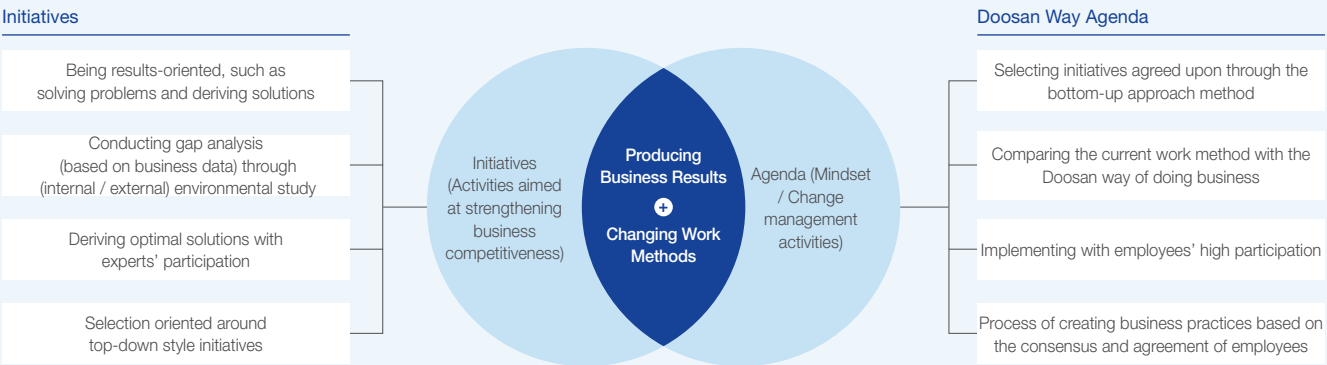 Initiatives
Being results-oriented, such as
solving problems and deriving solutions
Conducting gap analysis
(based on business data) through
(internal / external) environmental study
Deriving optimal solutions with
experts' participation
Selection oriented around
top-down style initiatives
Initiatives
(Activities aimed
at strengthening
business
competitiveness)
Producing
Business Results
+
Changing Work
Methods
Agenda (Mindset
/ Change
management
activities)
Doosan Way Agenda
Selecting initiatives agreed upon through the
bottom-up approach method
Comparing the current work method with the
Doosan way of doing business
Implementing with employees' high participation
Process of creating business practices based on
the consensus and agreement of employees